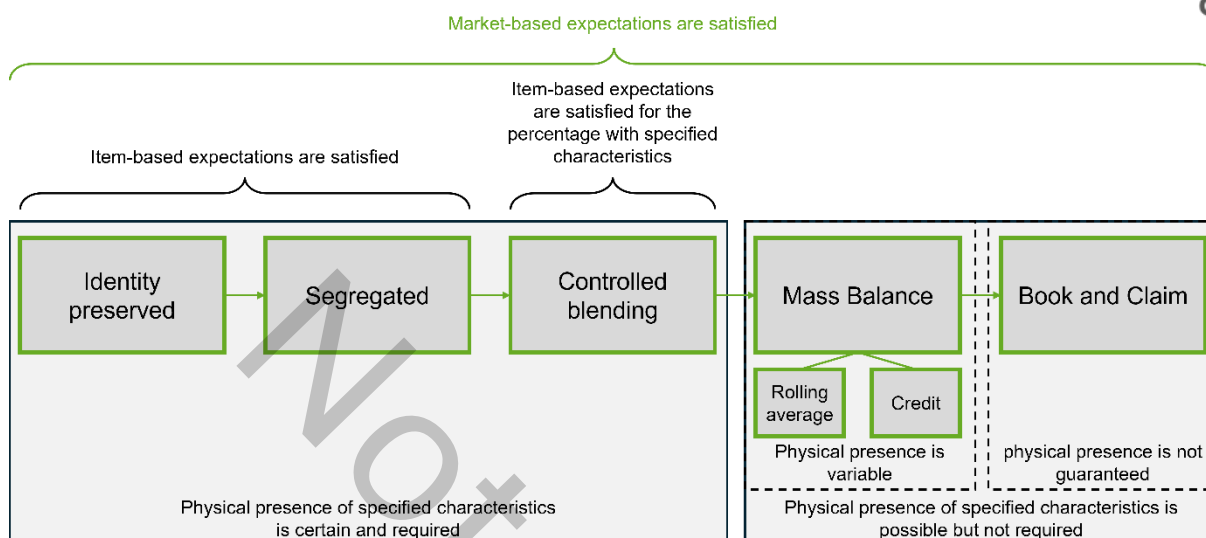 Market-based expectations are satisfied
Item-based expectations
are satisfied for the
percentage with specified
characteristics
Item-based expectations are satisfied
Identity
preserved
Segregated
Controlled
blending
Mass Balance
Book and Claim
Rolling
average
Credit
Physical presence is
variable
physical presence is not
guaranteed
Physical presence of specified characteristics
is certain and required
Physical presence of specified characteristics is
possible but not required
Not